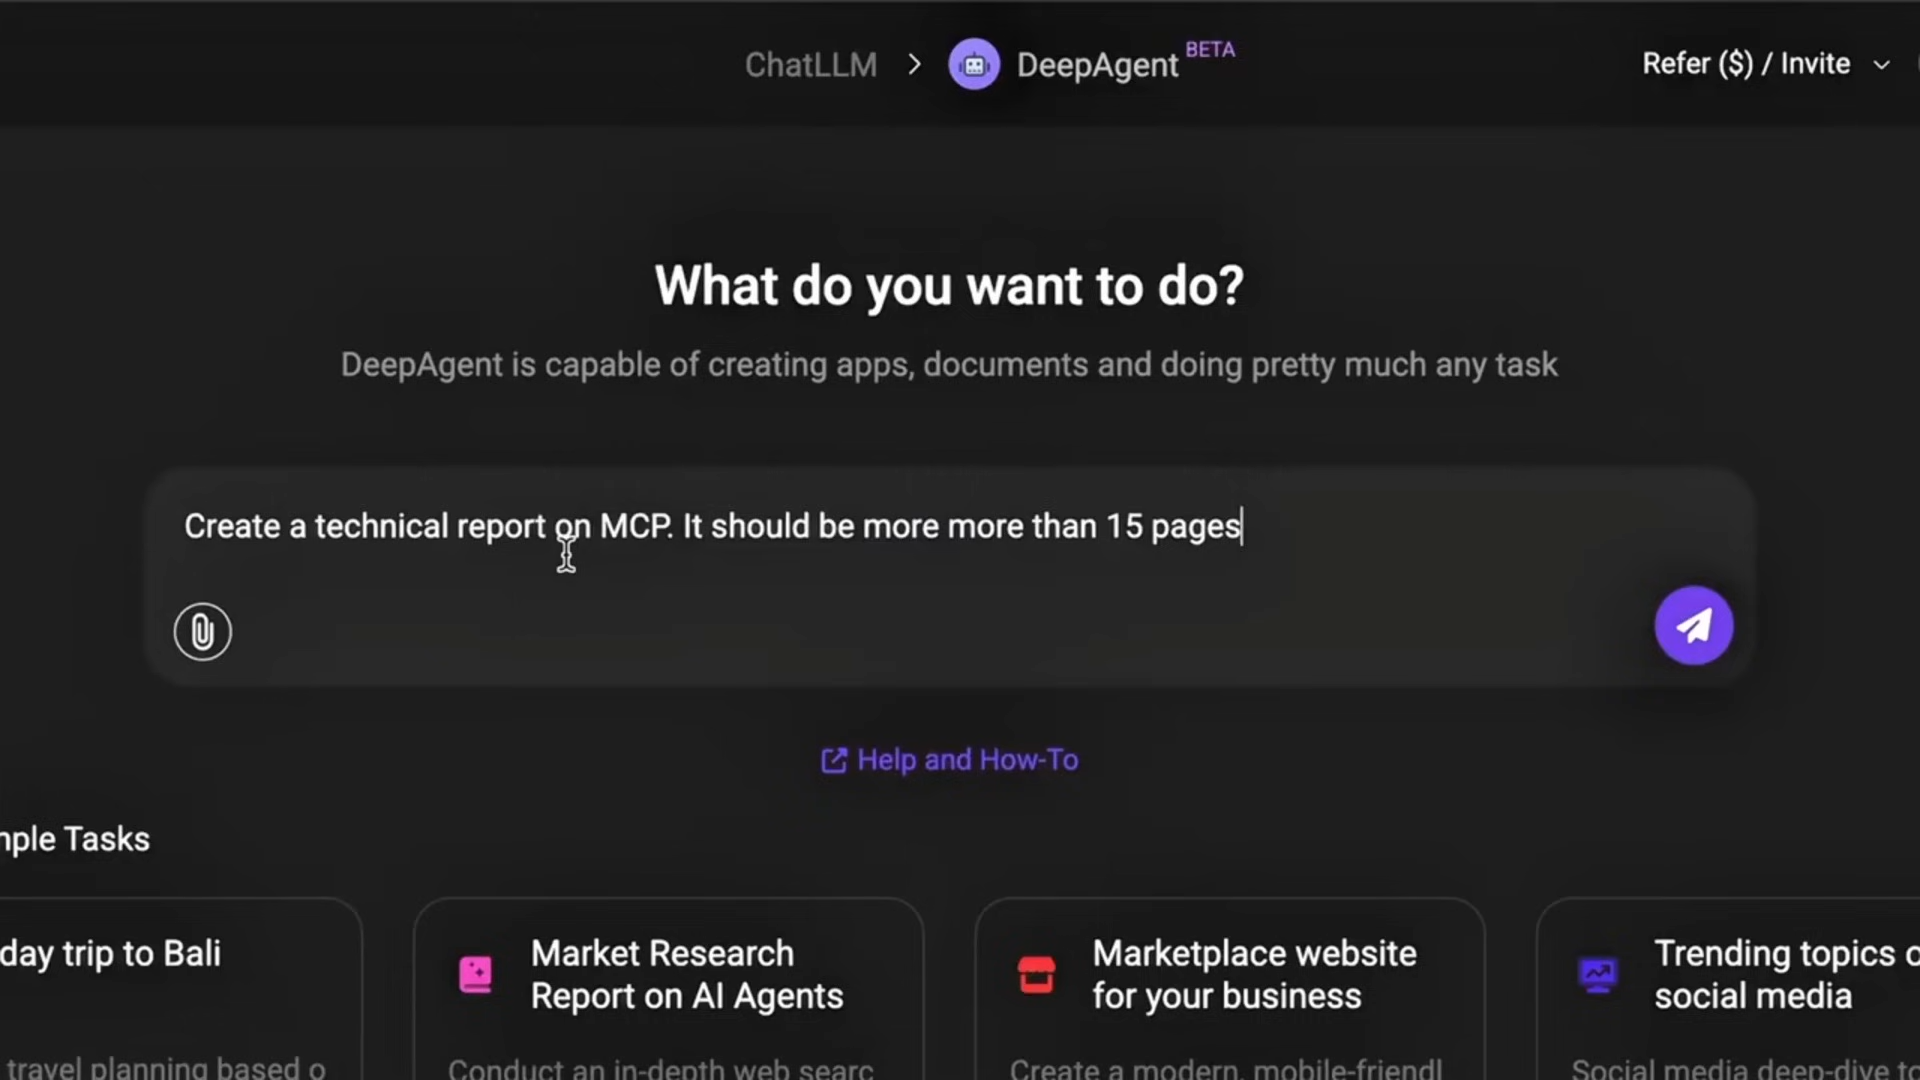 ChatLLM > DeepAgent BETA
Refer ($) / Invite
What do you want to do?
DeepAgent is capable of creating apps, documents and doing pretty much any task
Create a technical report on MCP. It should be more more than 15 pages
Help and How-To
mple Tasks
day trip to Bali
travel planning based o
Market Research
Report on AI Agents
Conduct an in-depth web searc
Marketplace website
for your business
Create a modern, mobile-friendl
Trending topics o
social media
Social media deep-dive to